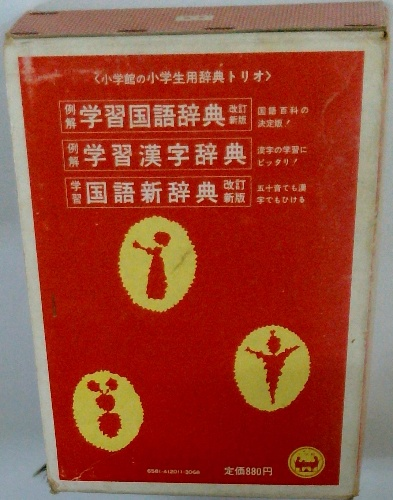 〈小学館の小学生用辞典トリオ〉
例解 学習国語辞典 改訂新版 国語百科の決定版！
例解 学習漢字辞典 漢字の学習にピッタリ！
学習 国語新辞典 改訂新版 五十音でも漢字でもひける
定価880円